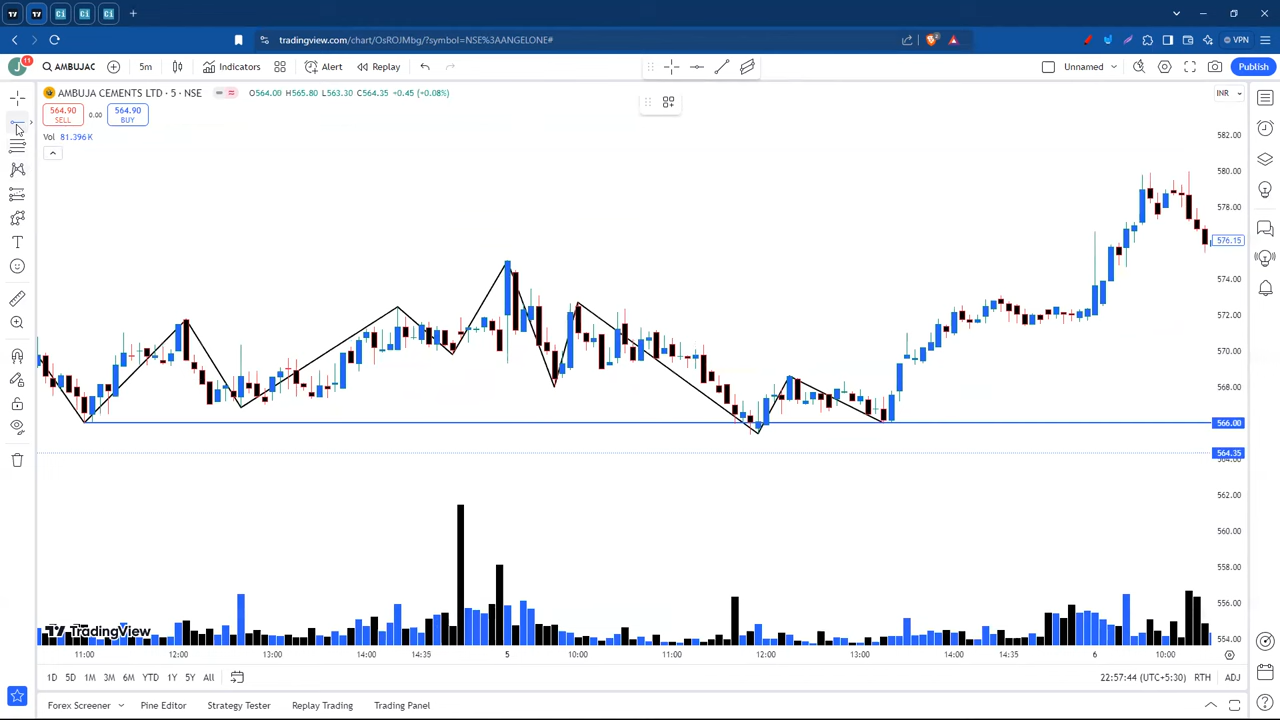 tradingview.com/chart/OsROJMbg/?symbol=NSE%3AANGELONE#
VPN
11
AMBUJAC
5m
Indicators
Alert
Replay
Unnamed
Publish
AMBUJA CEMENTS LTD · 5 · NSE
O564.00 H565.80 L563.30 C564.35 +0.45 (+0.08%)
INR
564.90
SELL
0.00
564.90
BUY
Vol 81.396 K
582.00
580.00
578.00
576.15
574.00
572.00
570.00
568.00
566.00
564.35
562.00
560.00
558.00
556.00
554.00
TradingView
11:00 12:00 13:00 14:00 14:35 5 10:00 11:00 12:00 13:00 14:00 14:35 6 10:00
1D 5D 1M 3M 6M YTD 1Y 5Y All
22:57:44 (UTC+5:30) RTH ADJ
Forex Screener Pine Editor Strategy Tester Replay Trading Trading Panel